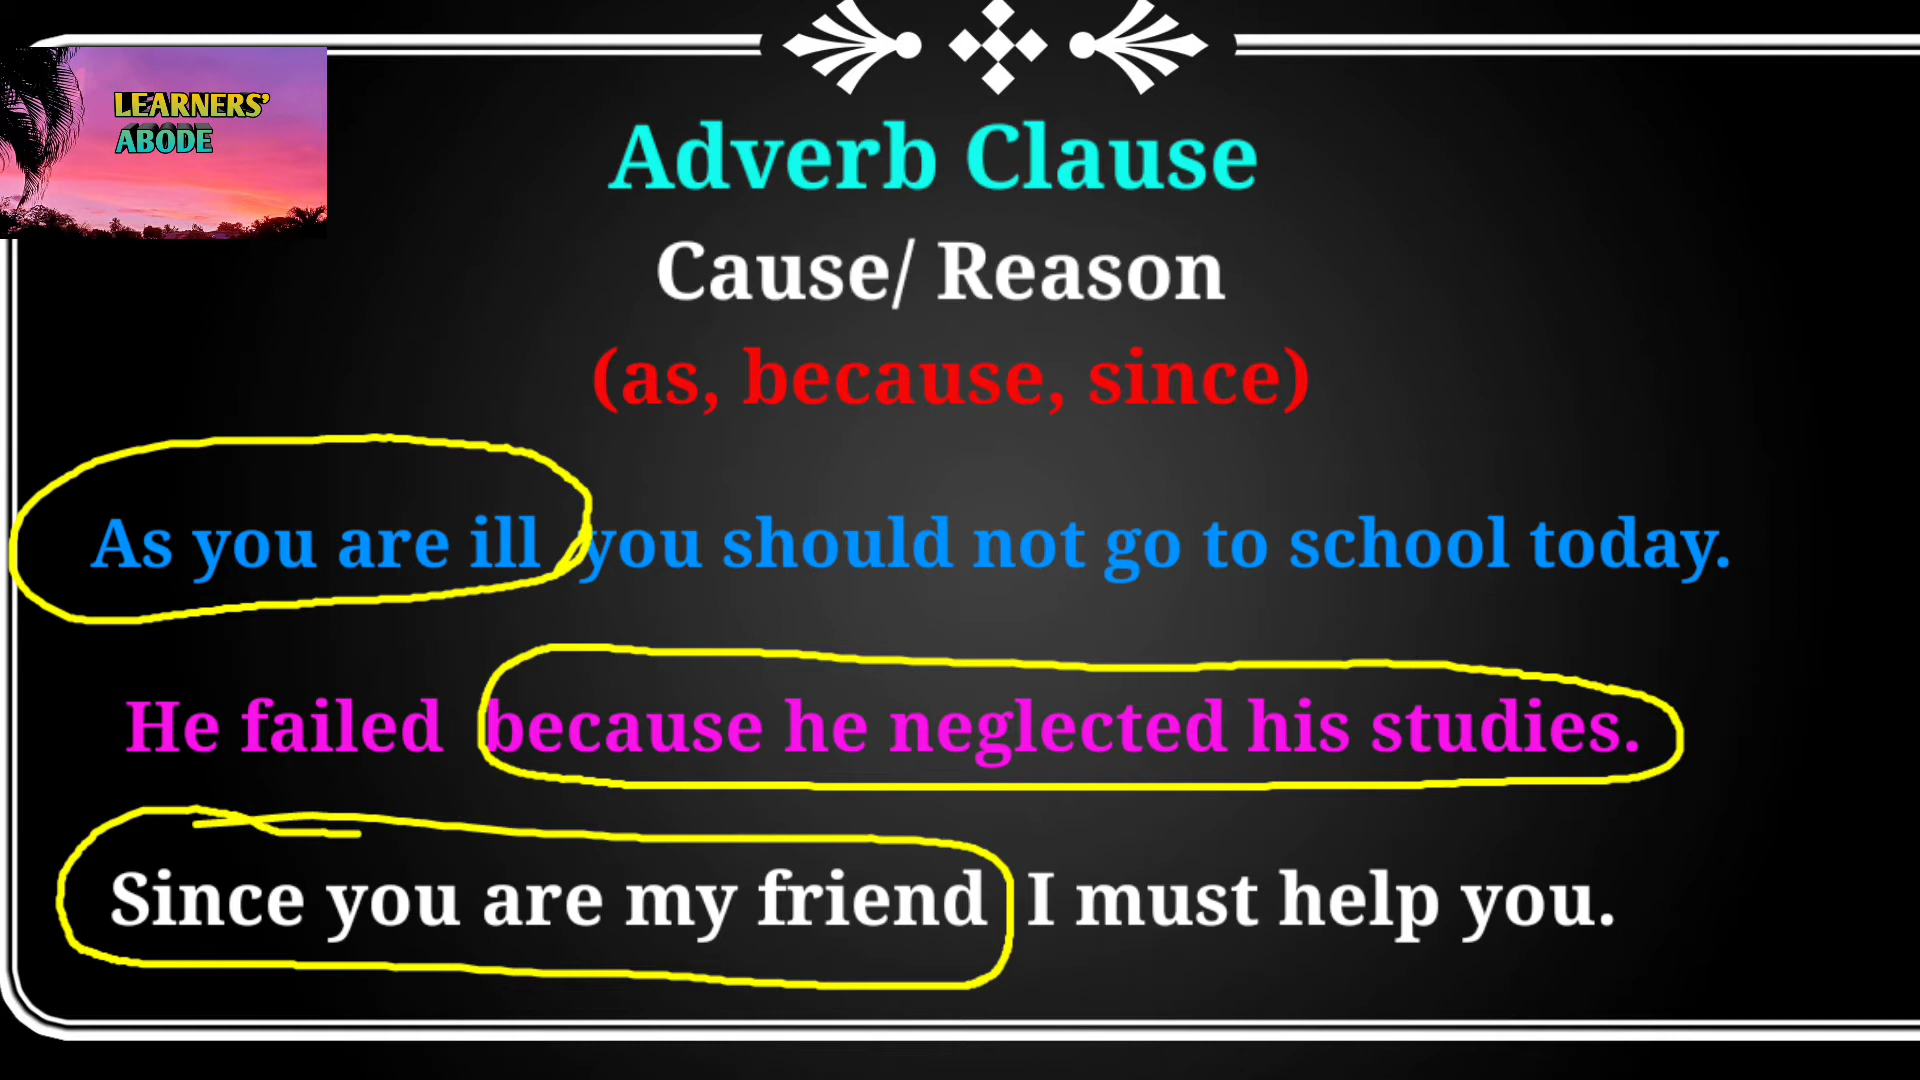 LEARNERS’
ABODE
Adverb Clause
Cause/ Reason
(as, because, since)
As you are ill you should not go to school today.
He failed because he neglected his studies.
Since you are my friend I must help you.